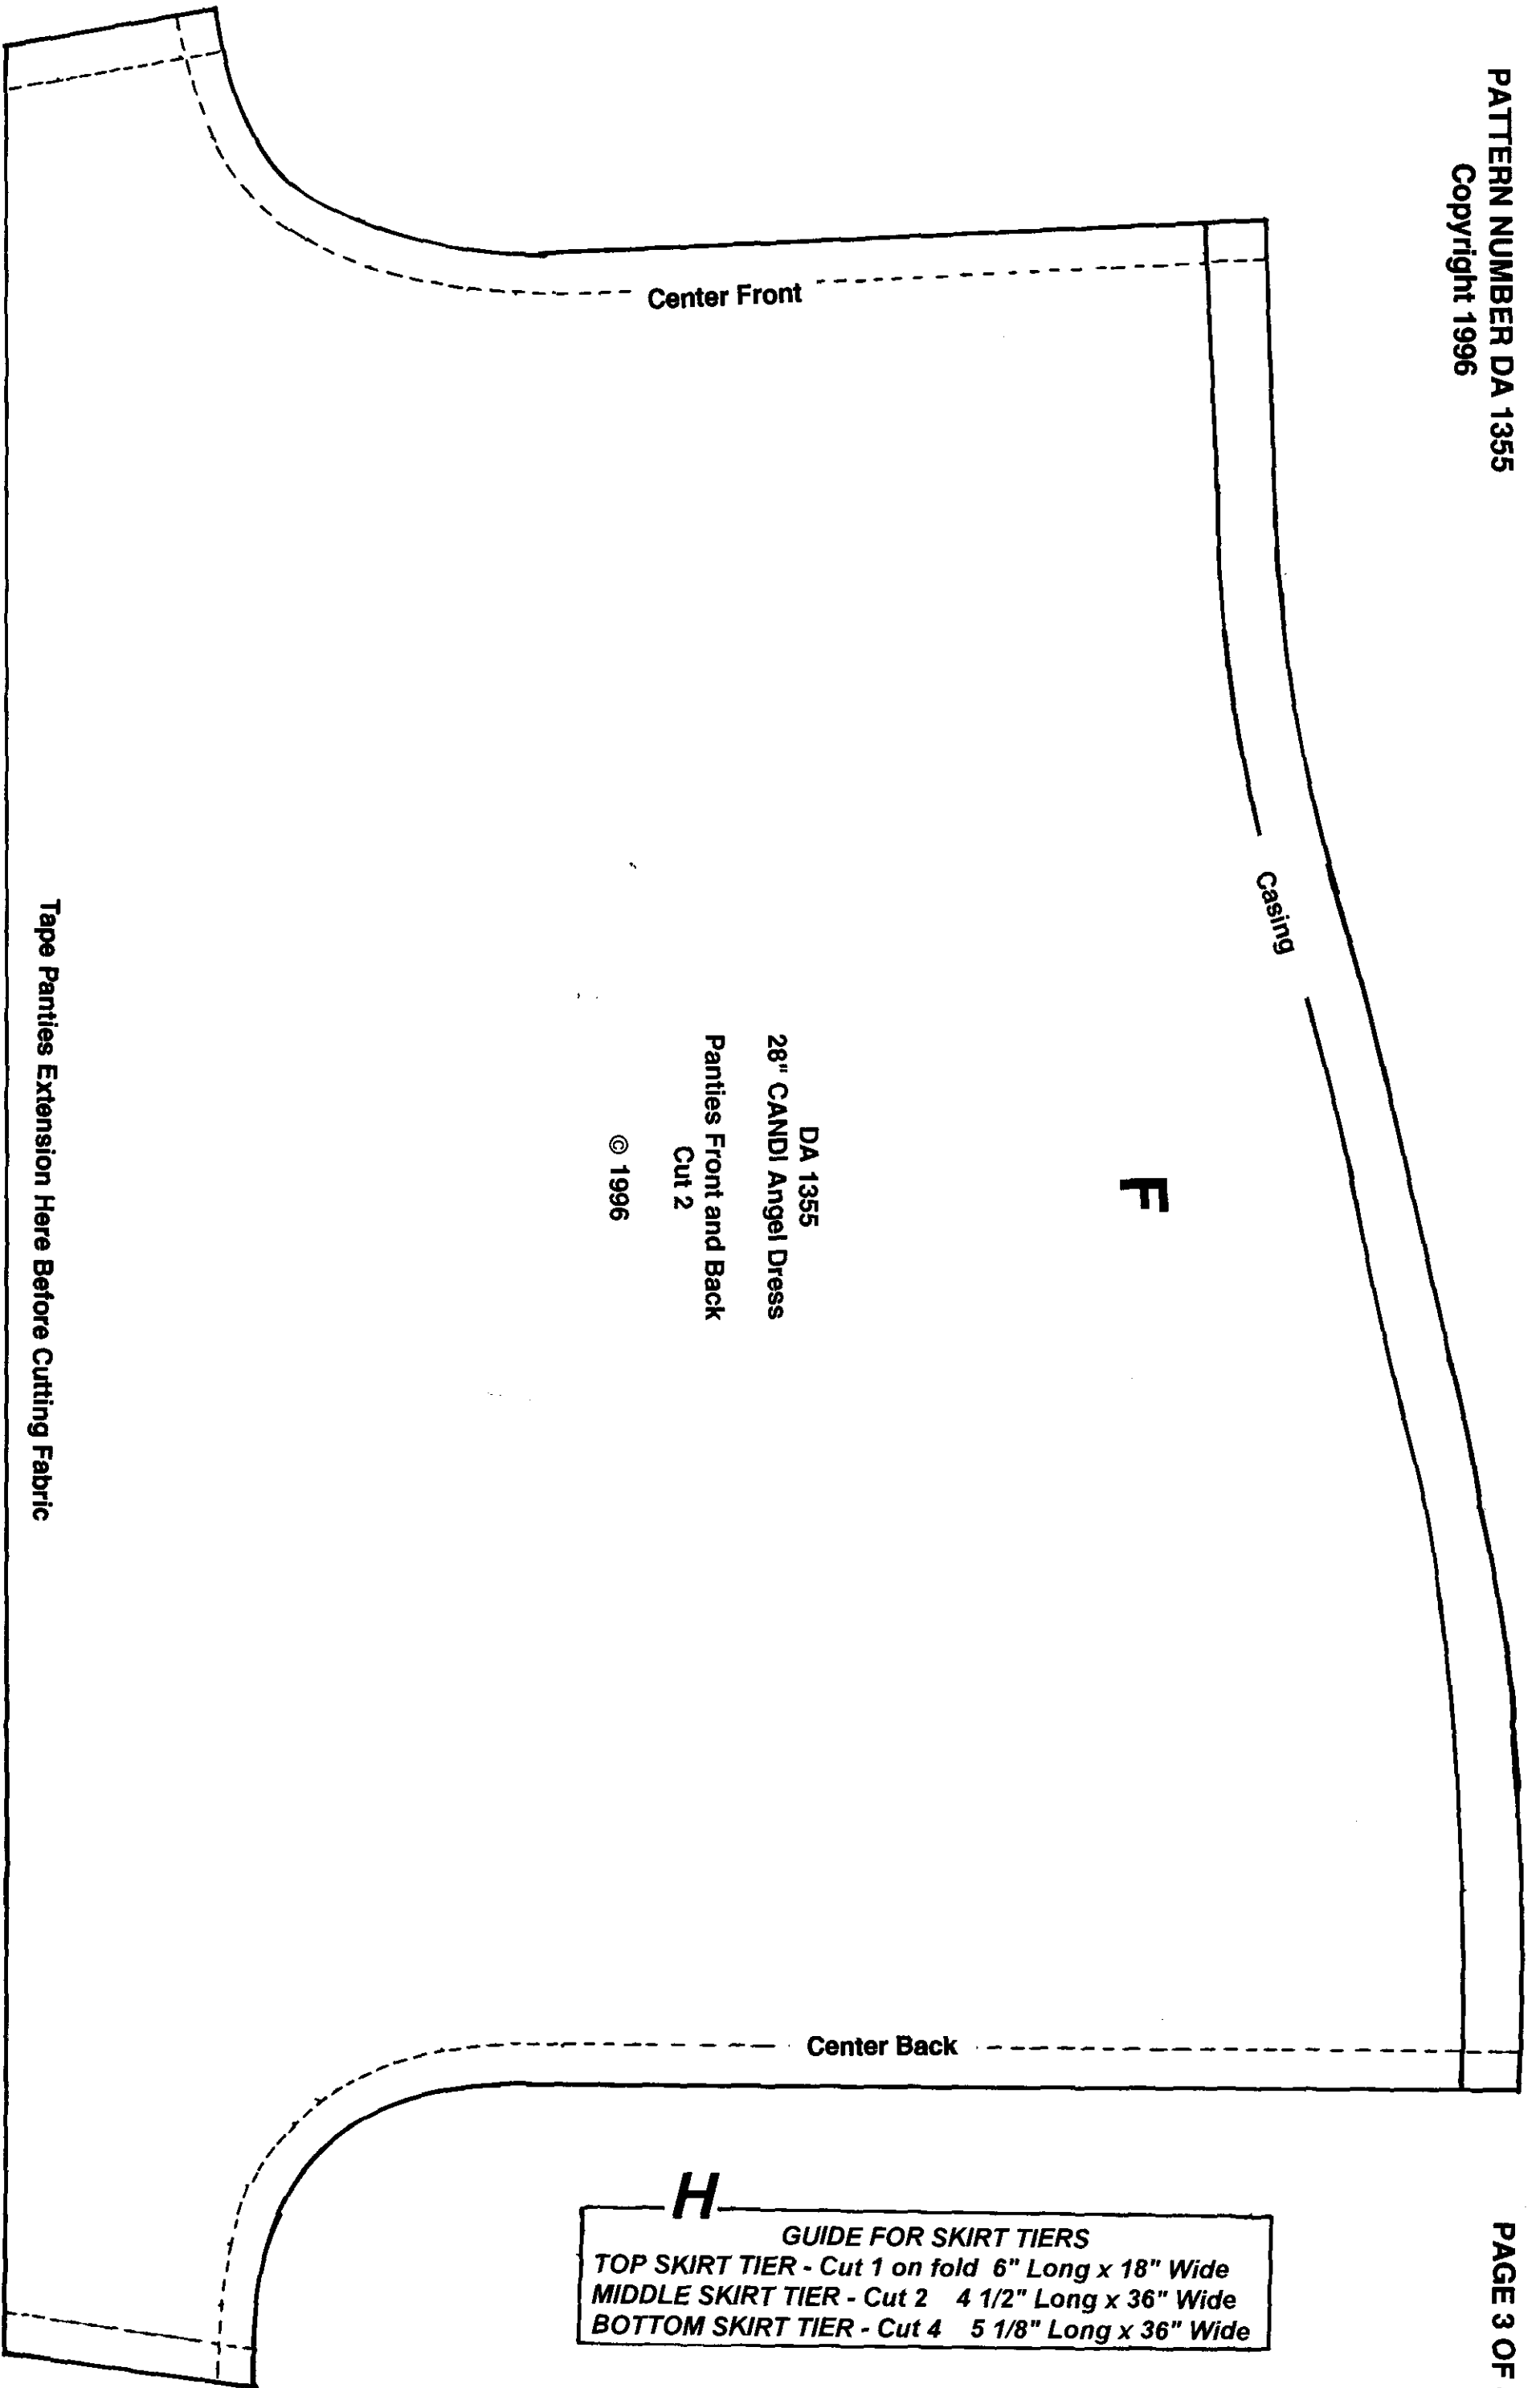 PATTERN NUMBER DA 1355
Copyright 1996
PAGE 3 OF
Center Front
Casing
F
DA 1355
28" CANDI Angel Dress
Panties Front and Back
Cut 2
© 1996
Tape Panties Extension Here Before Cutting Fabric
Center Back
H
GUIDE FOR SKIRT TIERS
TOP SKIRT TIER - Cut 1 on fold 6" Long x 18" Wide
MIDDLE SKIRT TIER - Cut 2 4 1/2" Long x 36" Wide
BOTTOM SKIRT TIER - Cut 4 5 1/8" Long x 36" Wide